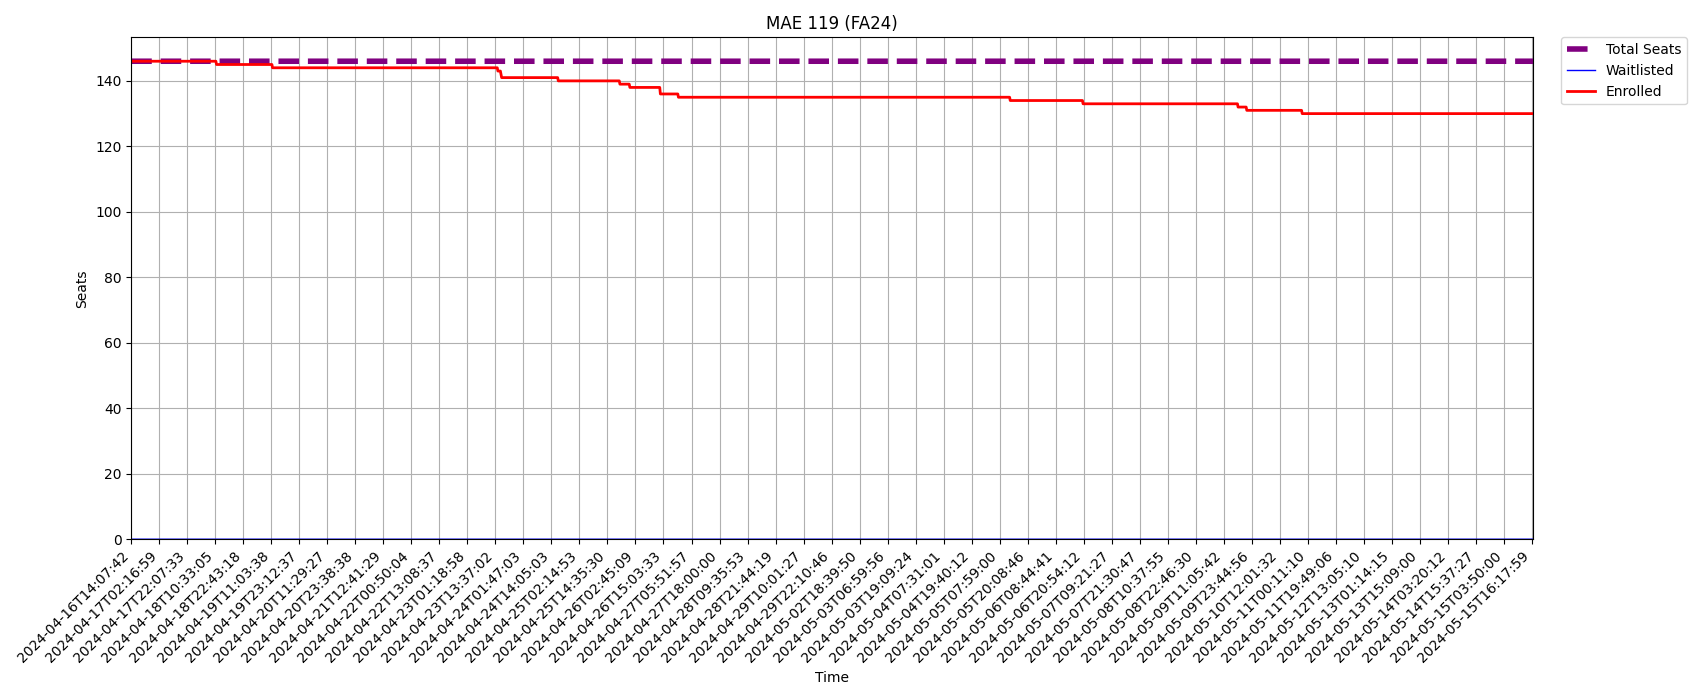 MAE 119 (FA24)
Total Seats
Waitlisted
Enrolled
Seats
140
120
100
80
60
40
20
0
2024-04-16T14:07:42
2024-04-17T02:16:59
2024-04-17T22:07:33
2024-04-18T10:33:05
2024-04-18T22:43:18
2024-04-19T11:03:38
2024-04-19T23:12:37
2024-04-20T11:29:27
2024-04-20T23:38:38
2024-04-21T12:41:29
2024-04-22T00:50:04
2024-04-22T13:08:37
2024-04-23T01:18:58
2024-04-23T13:37:02
2024-04-24T01:47:03
2024-04-24T14:05:03
2024-04-25T02:14:53
2024-04-25T14:35:30
2024-04-26T02:45:09
2024-04-26T15:03:33
2024-04-27T05:51:57
2024-04-27T18:00:00
2024-04-28T09:35:53
2024-04-28T21:44:19
2024-04-29T10:01:27
2024-04-29T22:10:46
2024-05-02T18:39:50
2024-05-03T06:59:56
2024-05-03T19:09:24
2024-05-04T07:31:01
2024-05-04T19:40:12
2024-05-05T07:59:00
2024-05-05T20:08:46
2024-05-06T08:44:41
2024-05-06T20:54:12
2024-05-07T09:21:27
2024-05-07T21:30:47
2024-05-08T10:37:55
2024-05-08T22:46:30
2024-05-09T11:05:42
2024-05-09T23:44:56
2024-05-10T12:01:32
2024-05-11T00:11:10
2024-05-11T19:49:06
2024-05-12T13:05:10
2024-05-13T01:14:15
2024-05-13T15:09:00
2024-05-14T03:20:12
2024-05-14T15:37:27
2024-05-15T03:50:00
2024-05-15T16:17:59
Time